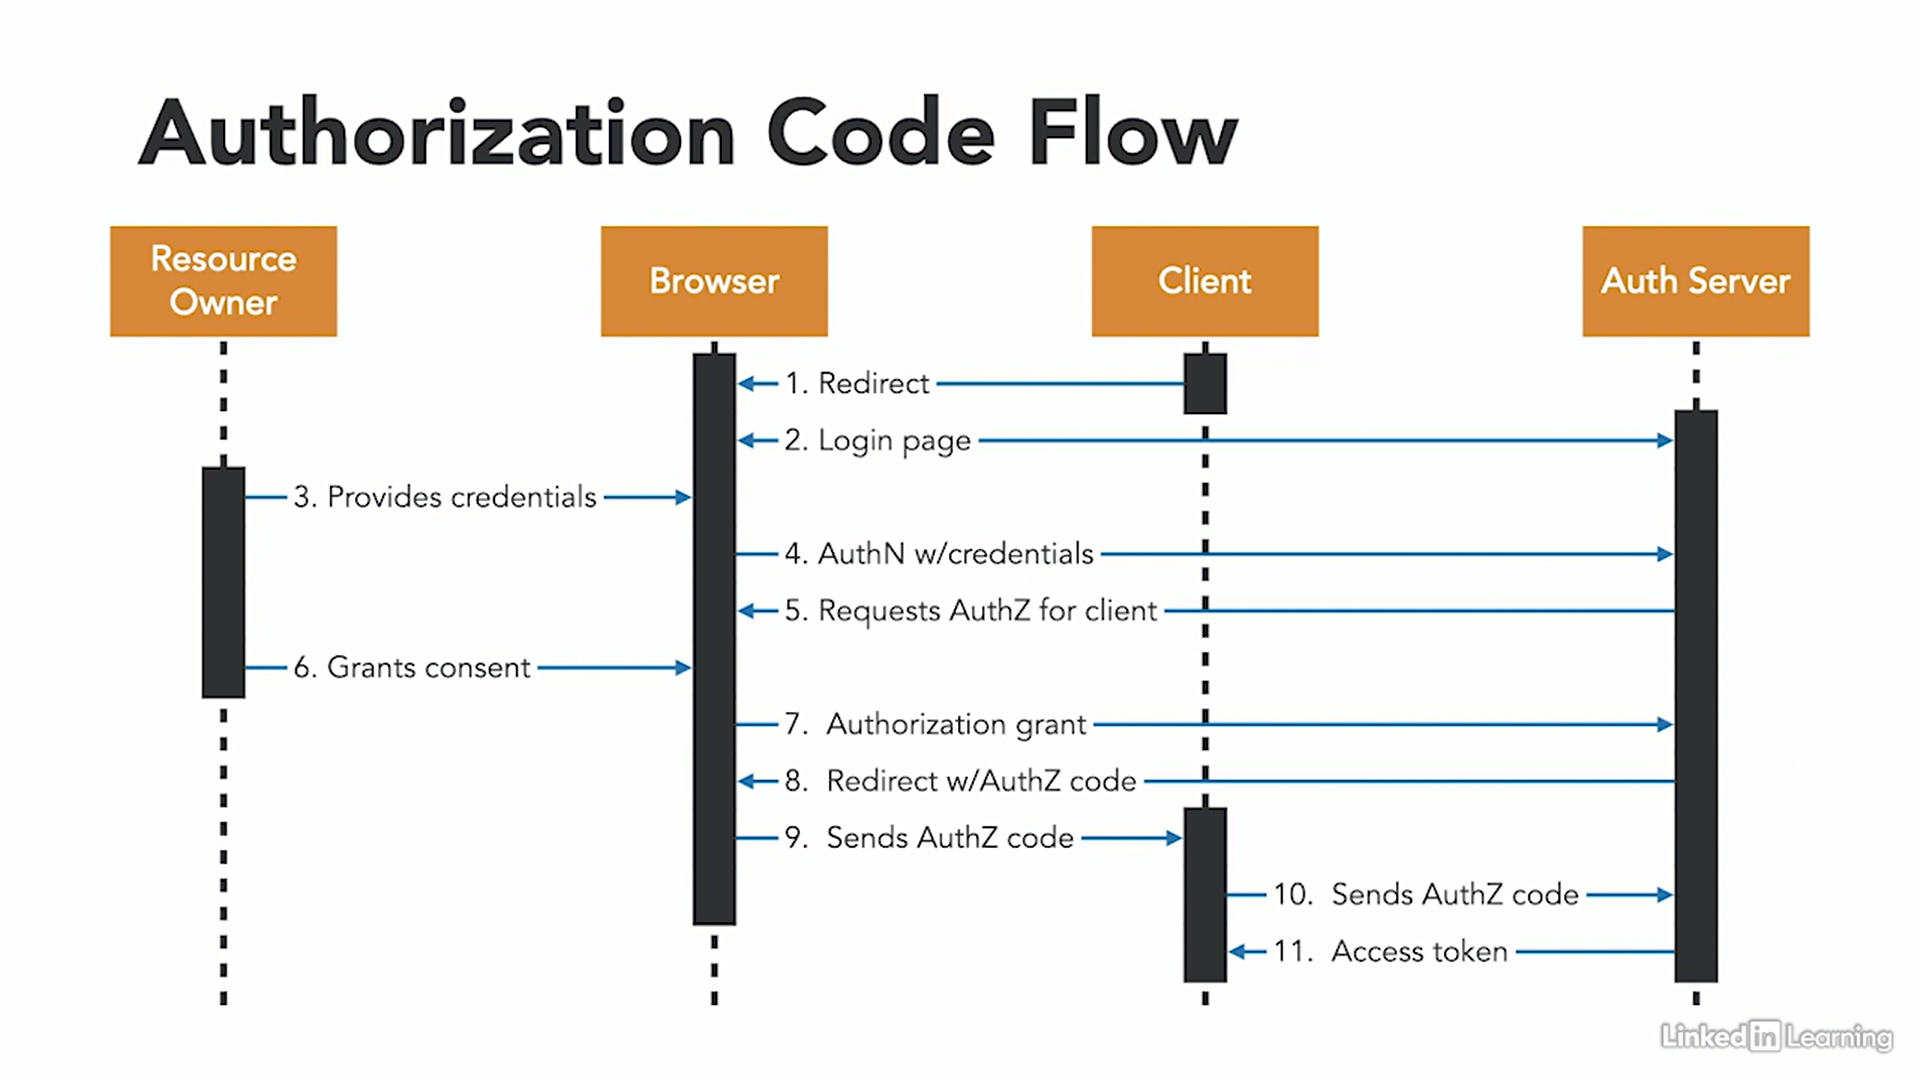 Authorization Code Flow
Resource
Owner
Browser
Client
Auth Server
1. Redirect
2. Login page
3. Provides credentials
4. AuthN w/credentials
5. Requests AuthZ for client
6. Grants consent
7. Authorization grant
8. Redirect w/AuthZ code
9. Sends AuthZ code
10. Sends AuthZ code
11. Access token
Linked in Learning